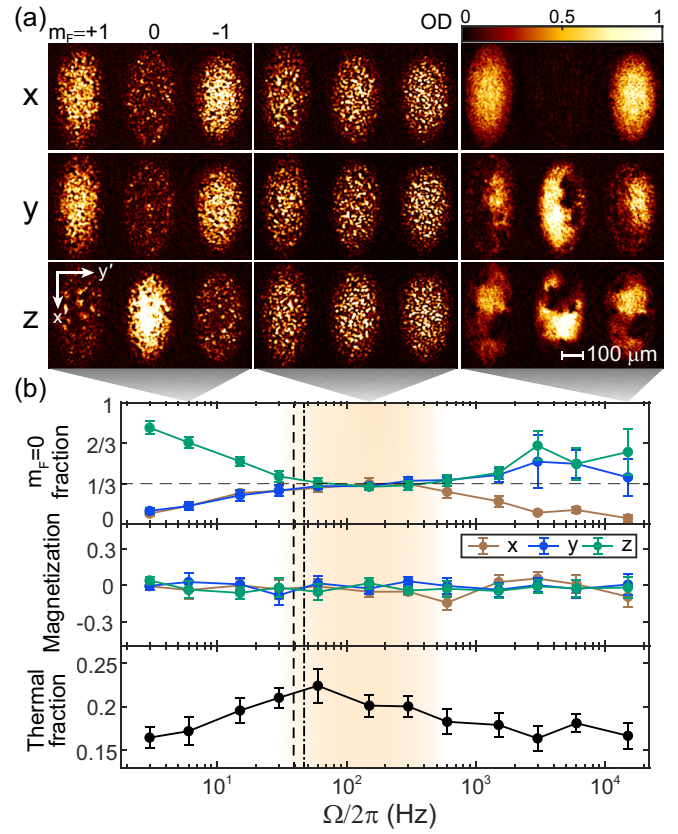 (a)
OD
m_F=+1 0 -1
0 0.5 1
x
y
y'
x
z
100 μm
(b)
1
2/3
1/3
0
m_F=0
fraction
x y z
0.3
0
-0.3
Magnetization
0.25
0.2
0.15
Thermal
fraction
10^1 10^2 10^3 10^4
Ω/2π (Hz)